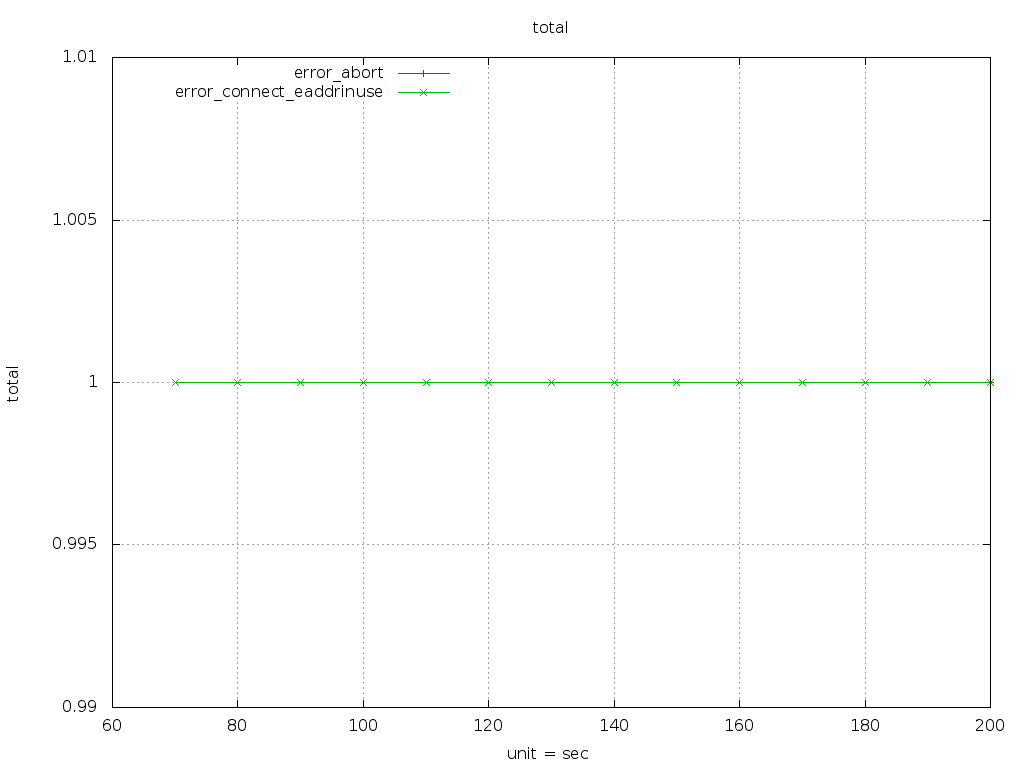 total
1.01
error_abort
error_connect_eaddrinuse
1.005
total
1
0.995
0.99
60 80 100 120 140 160 180 200
unit = sec